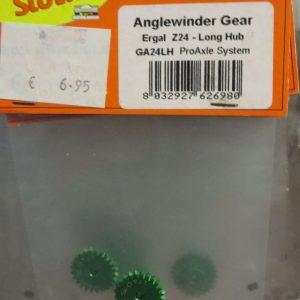 Anglewinder Gear
Ergal Z24 - Long Hub
GA24LH ProAxle System
8 032927 626980
€ 6.95